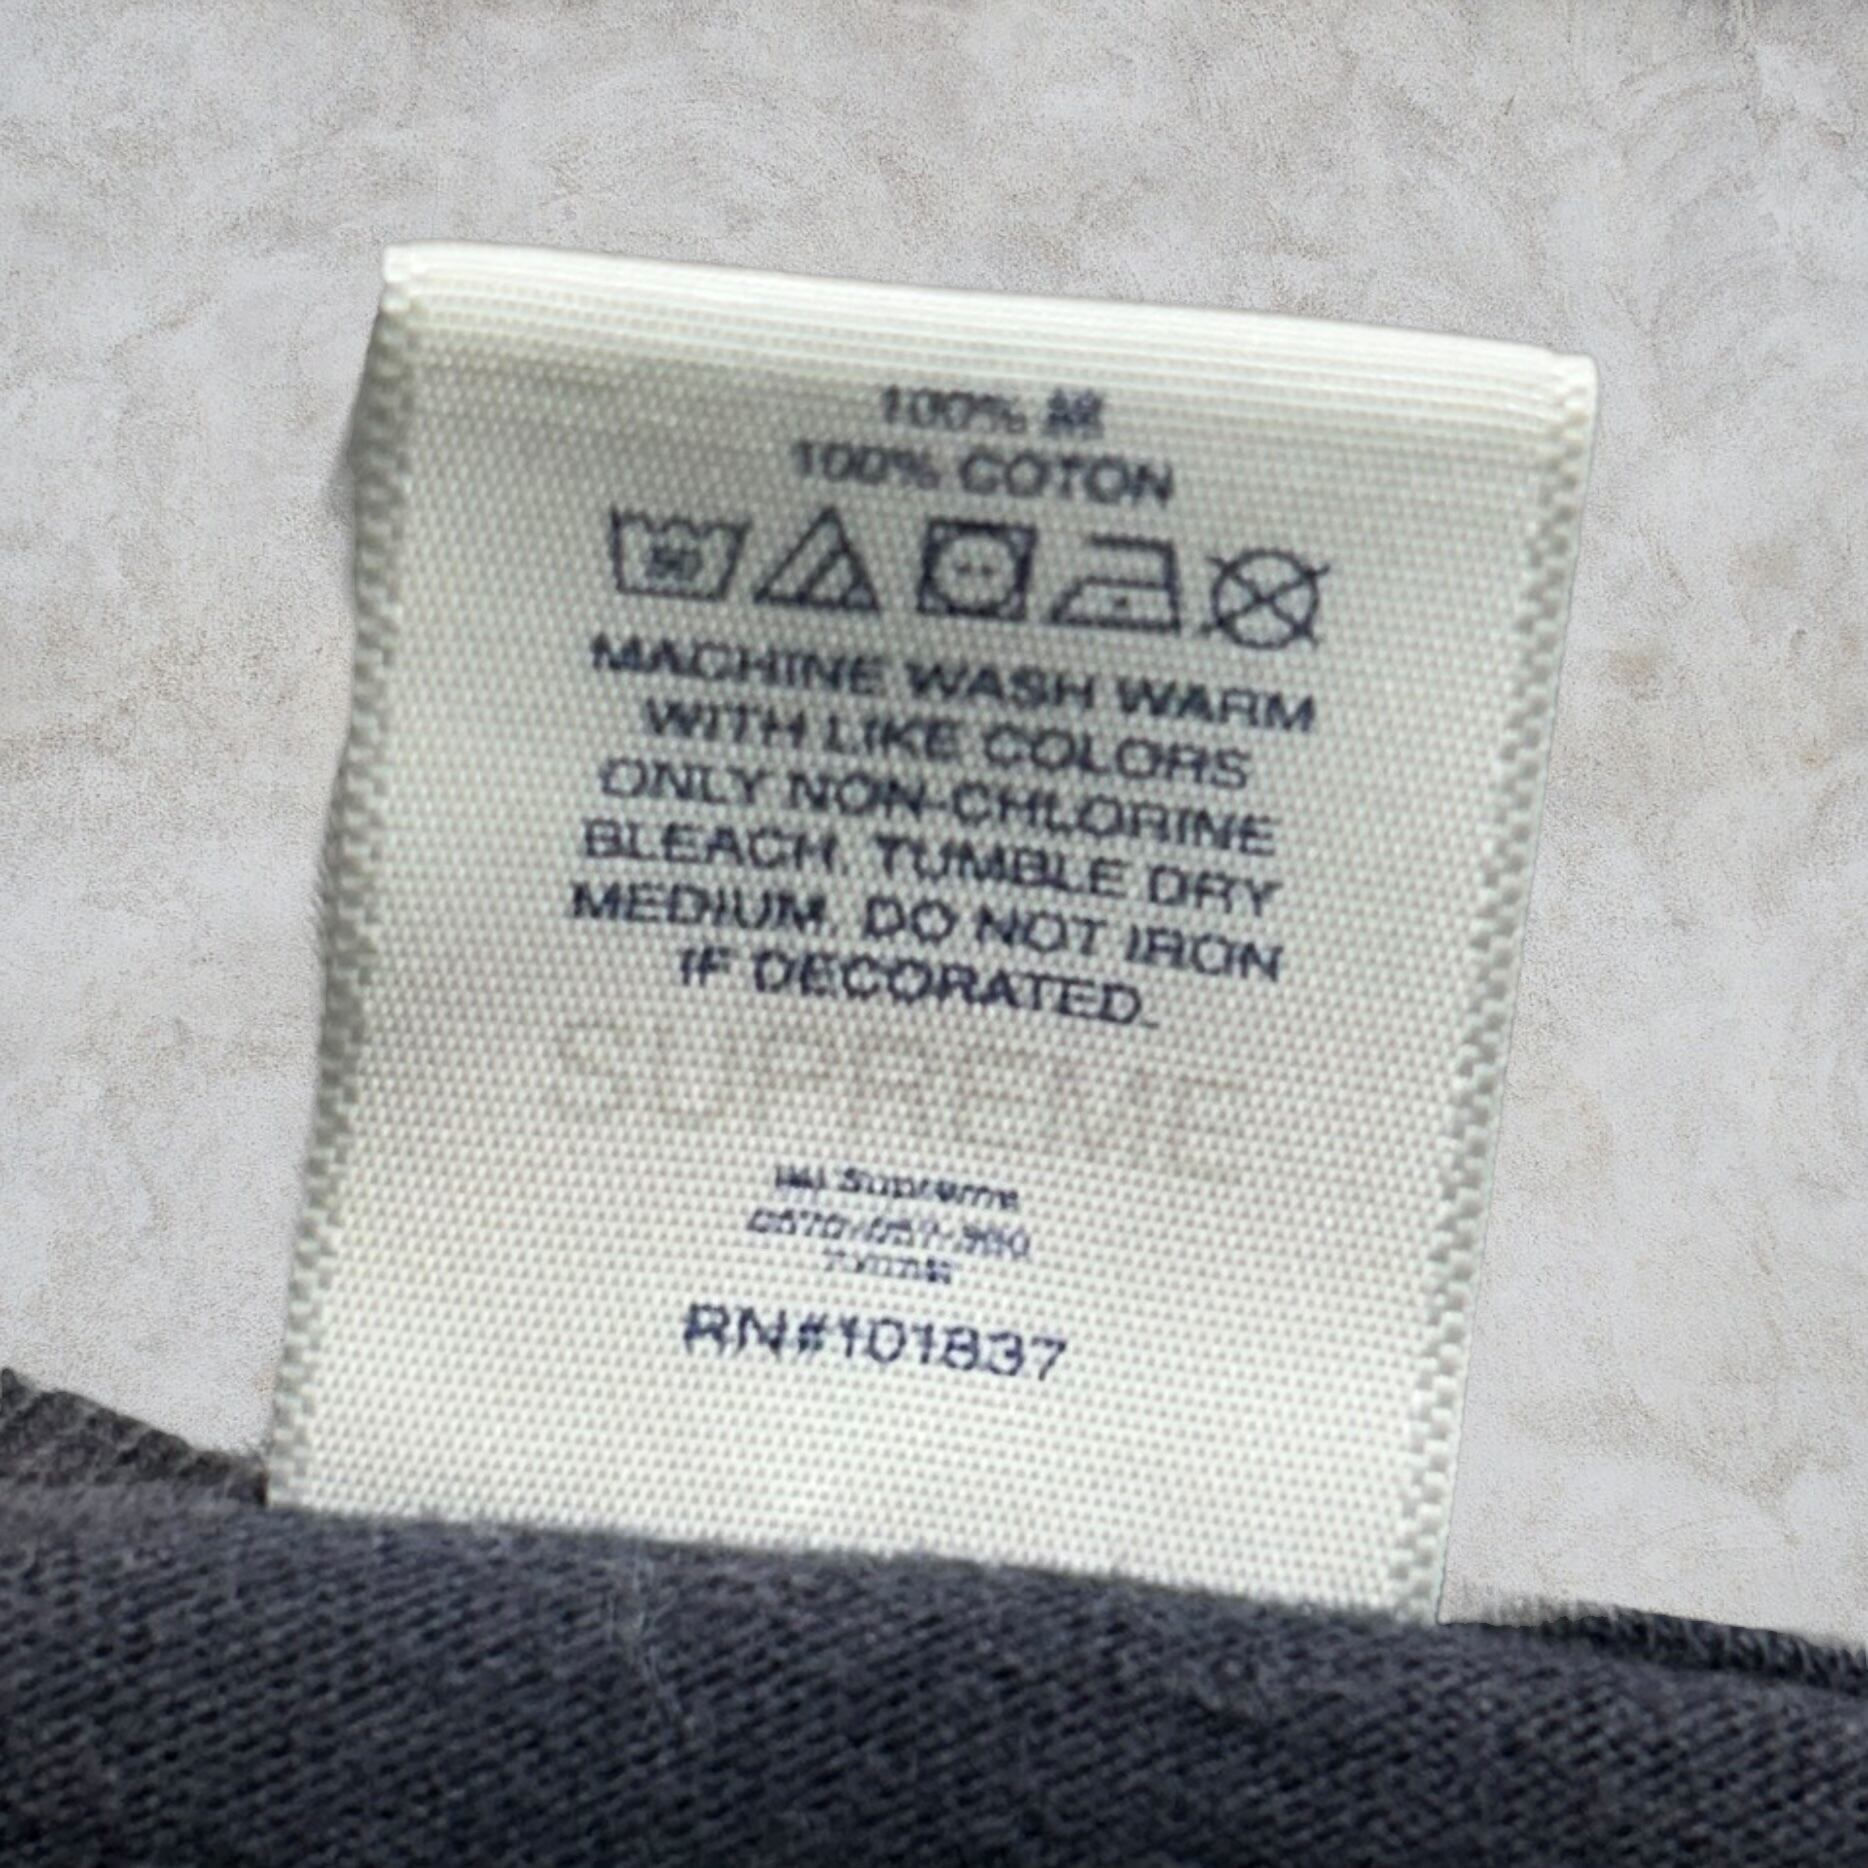 100% 綿
100% COTON
MACHINE WASH WARM
WITH LIKE COLORS
ONLY NON-CHLORINE
BLEACH. TUMBLE DRY
MEDIUM. DO NOT IRON
IF DECORATED.
Supreme
RN#101837